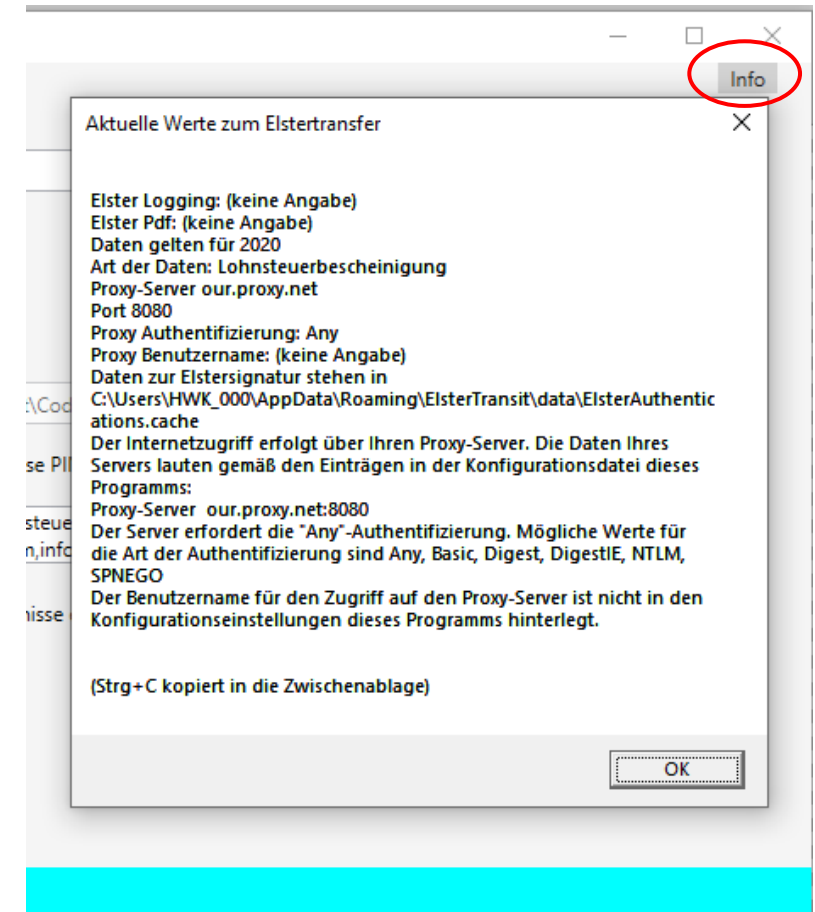 Info
Aktuelle Werte zum Elstertransfer
Elster Logging: (keine Angabe)
Elster Pdf: (keine Angabe)
Daten gelten für 2020
Art der Daten: Lohnsteuerbescheinigung
Proxy-Server our.proxy.net
Port 8080
Proxy Authentifizierung: Any
Proxy Benutzername: (keine Angabe)
Daten zur Elstersignatur stehen in
C:\Users\HWK_000\AppData\Roaming\ElsterTransit\data\ElsterAuthentic
ations.cache
Der Internetzugriff erfolgt über Ihren Proxy-Server. Die Daten Ihres
Servers lauten gemäß den Einträgen in der Konfigurationsdatei dieses
Programms:
Proxy-Server our.proxy.net:8080
Der Server erfordert die "Any"-Authentifizierung. Mögliche Werte für
die Art der Authentifizierung sind Any, Basic, Digest, DigestIE, NTLM,
SPNEGO
Der Benutzername für den Zugriff auf den Proxy-Server ist nicht in den
Konfigurationseinstellungen dieses Programms hinterlegt.
(Strg+C kopiert in die Zwischenablage)
OK
\Cod
se PI
steue
,info
nisse